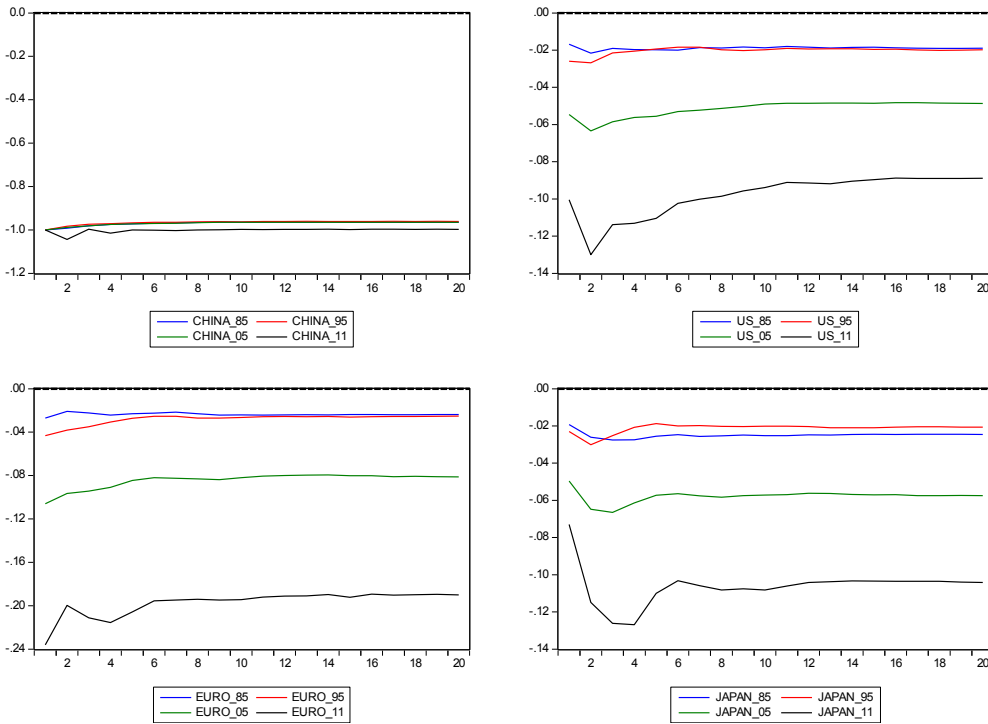 0.0
-0.2
-0.4
-0.6
-0.8
-1.0
-1.2
2 4 6 8 10 12 14 16 18 20
CHINA_85 CHINA_95
CHINA_05 CHINA_11
.00
-.02
-.04
-.06
-.08
-.10
-.12
-.14
2 4 6 8 10 12 14 16 18 20
US_85 US_95
US_05 US_11
.00
-.04
-.08
-.12
-.16
-.20
-.24
2 4 6 8 10 12 14 16 18 20
EURO_85 EURO_95
EURO_05 EURO_11
.00
-.02
-.04
-.06
-.08
-.10
-.12
-.14
2 4 6 8 10 12 14 16 18 20
JAPAN_85 JAPAN_95
JAPAN_05 JAPAN_11